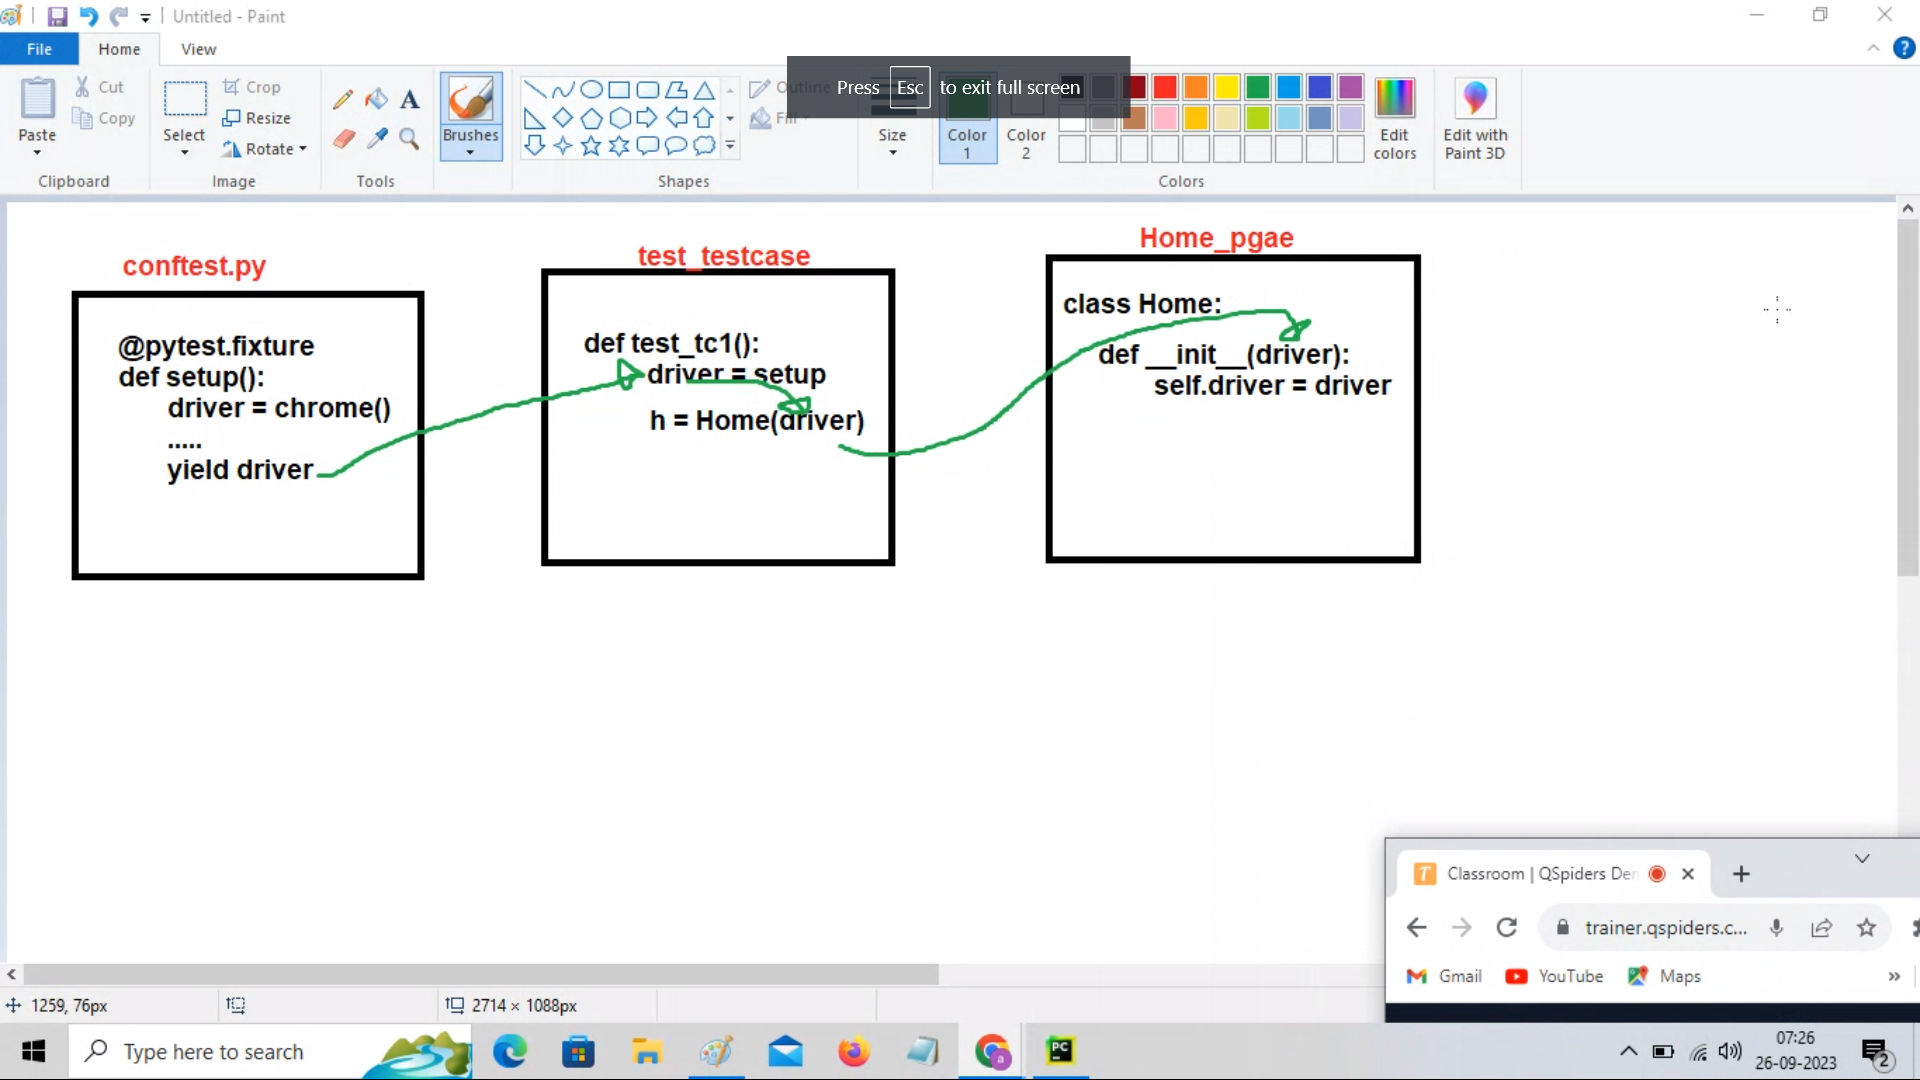 Untitled - Paint
File
Home
View
Press Esc to exit full screen
Paste
Cut
Copy
Clipboard
Select
Crop
Resize
Rotate
Image
A
Tools
Brushes
Shapes
Outline
Fill
Size
Color
1
Color
2
Edit
colors
Edit with
Paint 3D
Colors
conftest.py
@pytest.fixture
def setup():
driver = chrome()
.....
yield driver
test_testcase
def test_tc1():
driver = setup
h = Home(driver)
Home_pgae
class Home:
def __init__(driver):
self.driver = driver
Classroom | QSpiders
trainer.qspiders.c...
Gmail
YouTube
Maps
»
1259, 76px
2714 × 1088px
Type here to search
PC
07:26
26-09-2023
2